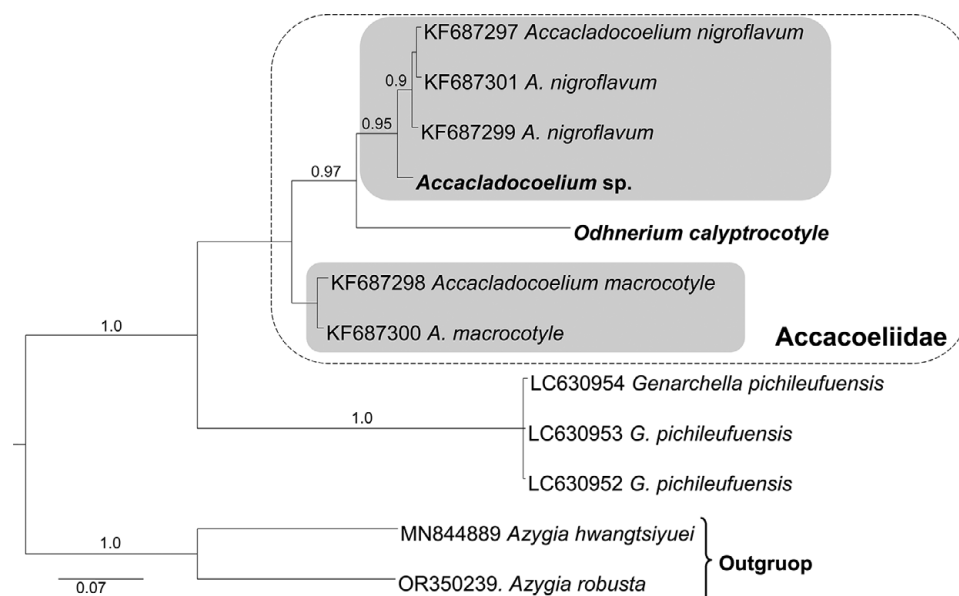 KF687297 Accacladocoelium nigroflavum
KF687301 A. nigroflavum
0.9
KF687299 A. nigroflavum
0.95
Accacladocoelium sp.
0.97
Odhnerium calyptrocotyle
KF687298 Accacladocoelium macrocotyle
KF687300 A. macrocotyle
Accacoeliidae
1.0
LC630954 Genarchella pichileufuensis
1.0
LC630953 G. pichileufuensis
LC630952 G. pichileufuensis
MN844889 Azygia hwangtsiyuei
1.0
Outgruop
OR350239. Azygia robusta
0.07